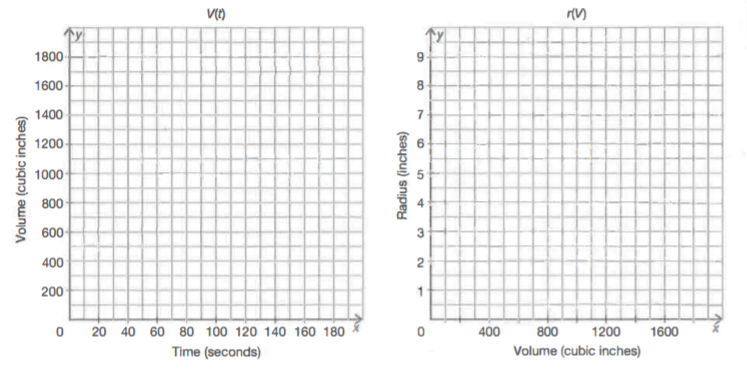 V(t)
y
1800
1600
1400
1200
1000
800
600
400
200
0 20 40 60 80 100 120 140 160 180 x
Time (seconds)
Volume (cubic inches)
r(V)
y
9
8
7
6
5
4
3
2
1
0 400 800 1200 1600 x
Volume (cubic inches)
Radius (inches)